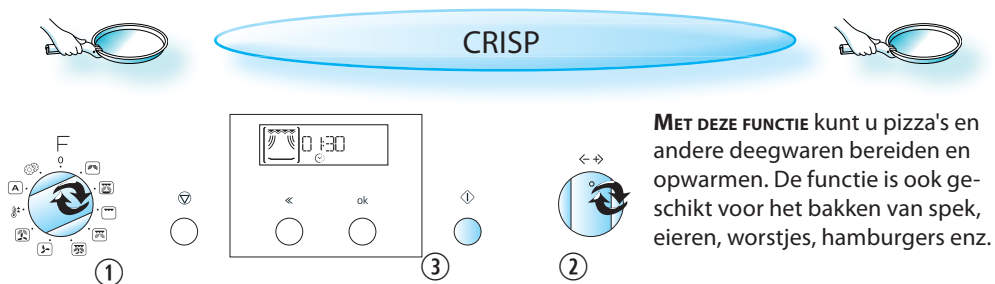 CRISP
F
0
A
01:30
<<
ok
1
3
2
MET DEZE FUNCTIE kunt u pizza's en
andere deegwaren bereiden en
opwarmen. De functie is ook ge-
schikt voor het bakken van spek,
eieren, worstjes, hamburgers enz.